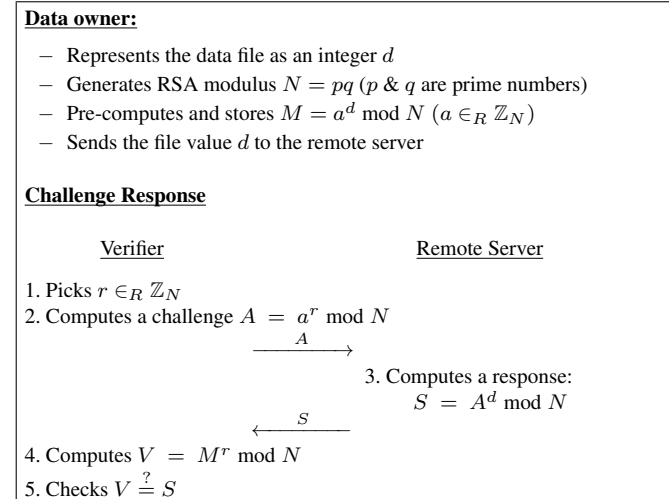 Data owner:
– Represents the data file as an integer d
– Generates RSA modulus N = pq (p & q are prime numbers)
– Pre-computes and stores M = a^d mod N (a ∈_R ℤ_N)
– Sends the file value d to the remote server
Challenge Response
Verifier Remote Server
1. Picks r ∈_R ℤ_N
2. Computes a challenge A = a^r mod N
A
3. Computes a response:
S = A^d mod N
S
4. Computes V = M^r mod N
5. Checks V ≟ S